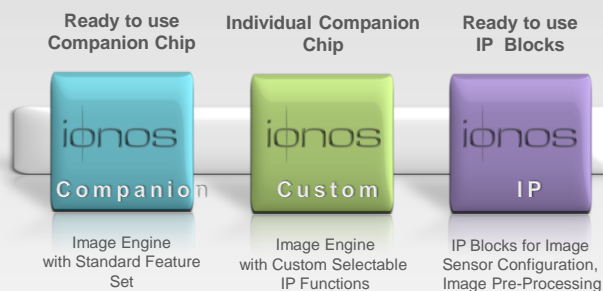 Ready to use
Companion Chip
Individual Companion
Chip
Ready to use
IP Blocks
ionos
Companion
ionos
Custom
ionos
IP
Image Engine
with Standard Feature
Set
Image Engine
with Custom Selectable
IP Functions
IP Blocks for Image
Sensor Configuration,
Image Pre-Processing